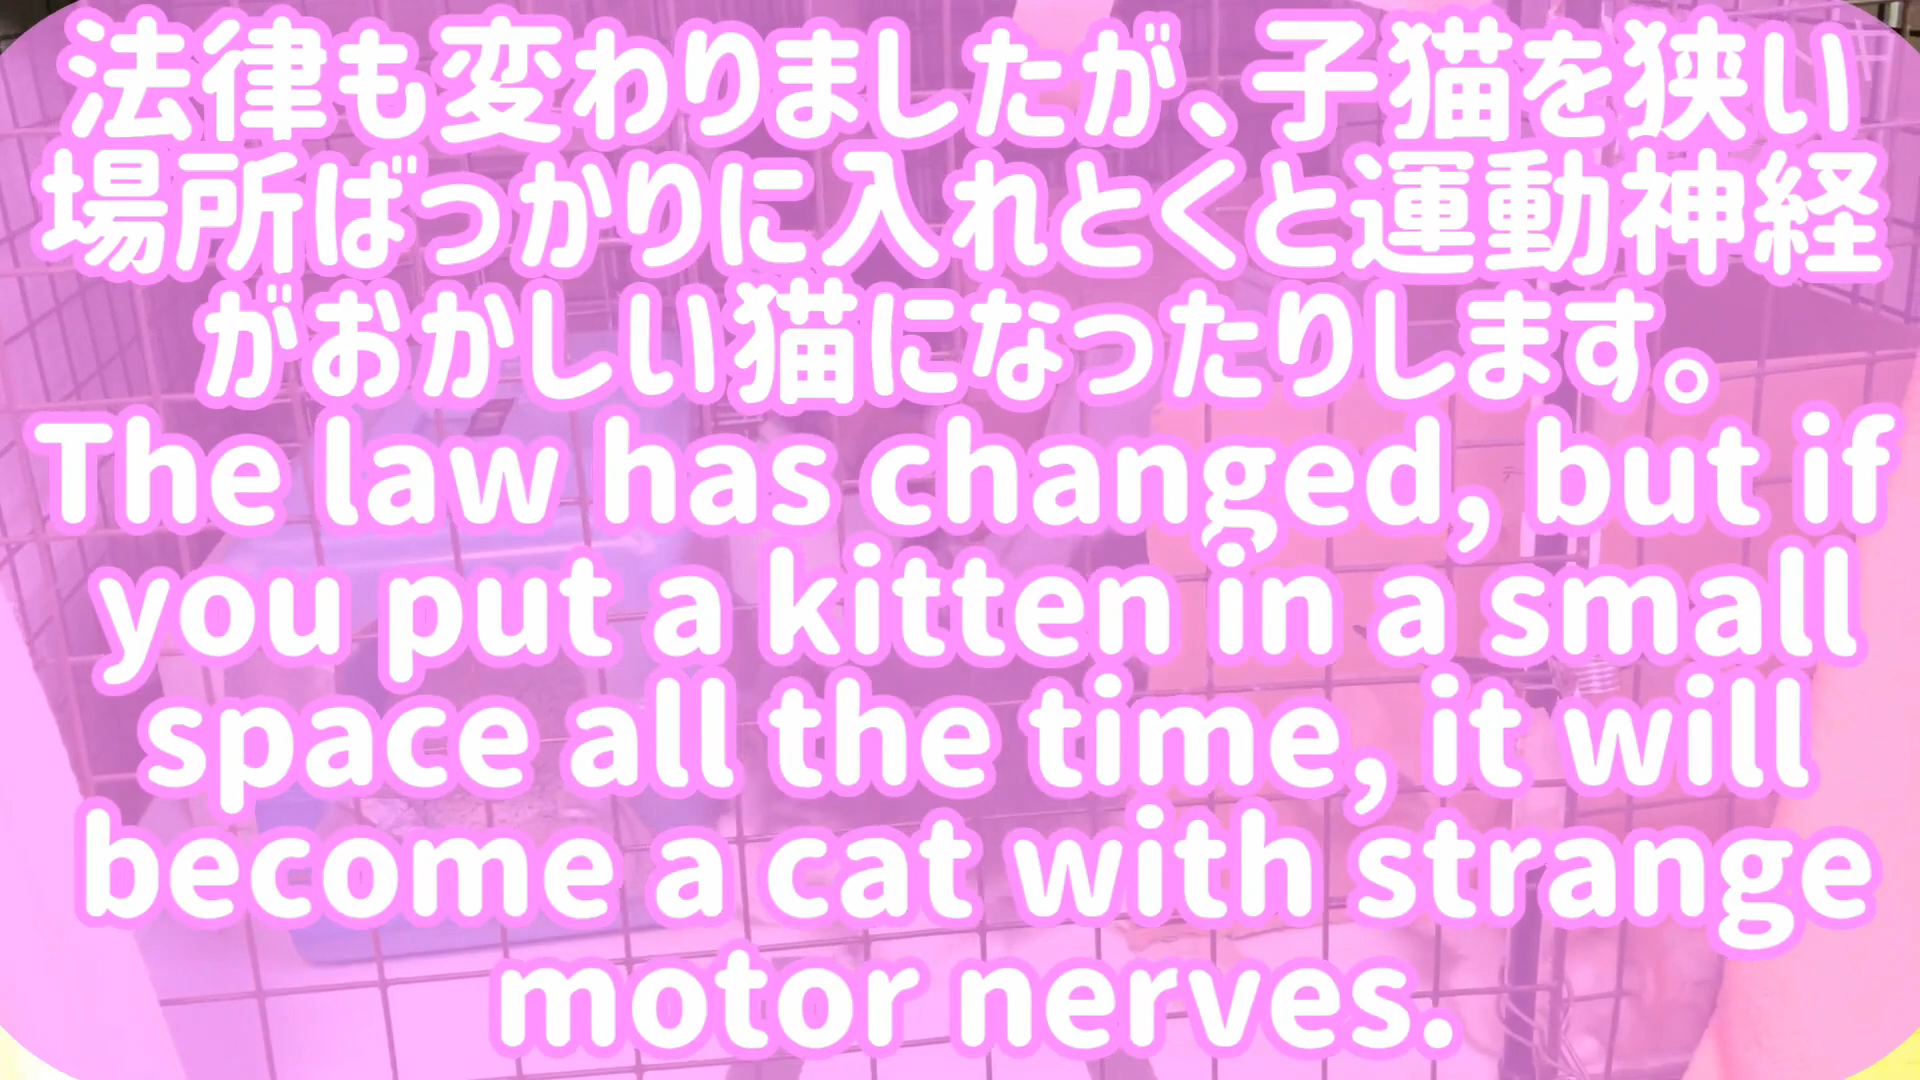 法律も変わりましたが、子猫を狭い
場所ばっかりに入れとくと運動神経
がおかしい猫になったりします。
The law has changed, but if
you put a kitten in a small
space all the time, it will
become a cat with strange
motor nerves.